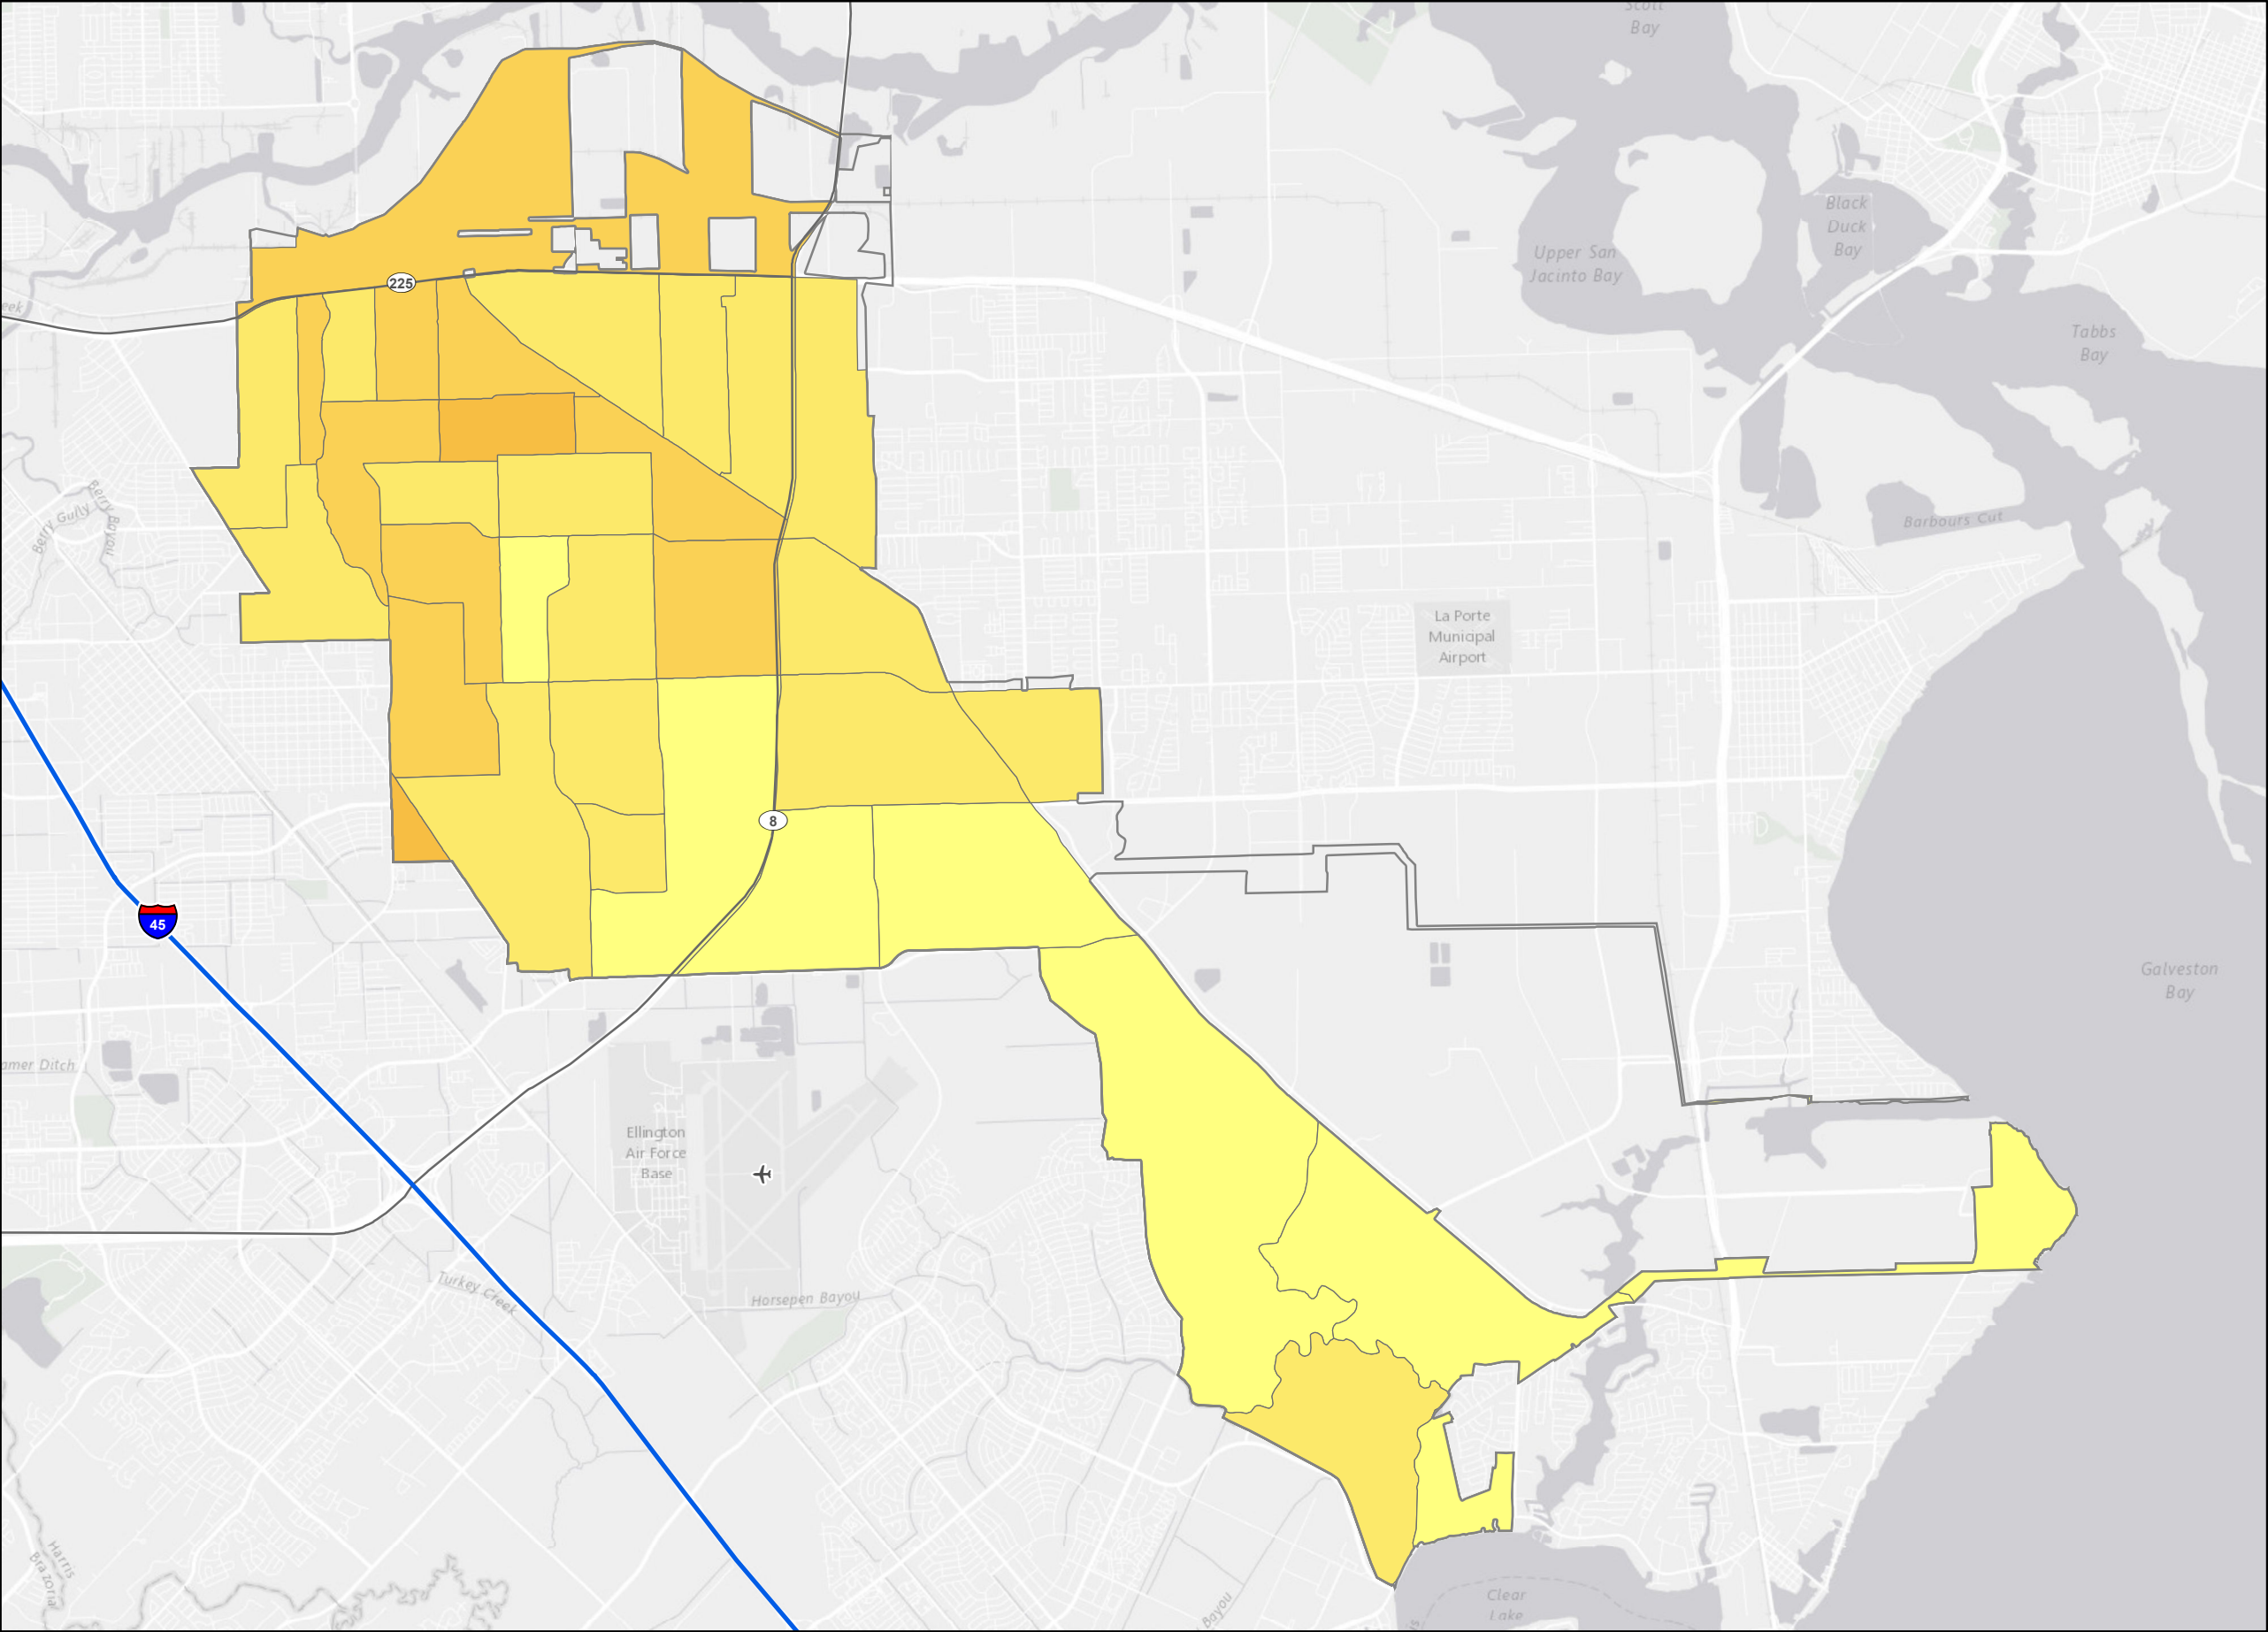 Scott
Bay
Black
Duck
Bay
Upper San
Jacinto Bay
225
eek
Tabbs
Bay
Berry Gully
Berry Bayou
Barbours Cut
La Porte
Municipal
Airport
8
45
Galveston
Bay
amer Ditch
Ellington
Air Force
Base
Turkey Creek
Horsepen Bayou
Harris
Brazoria
Bayou
Clear
Lake